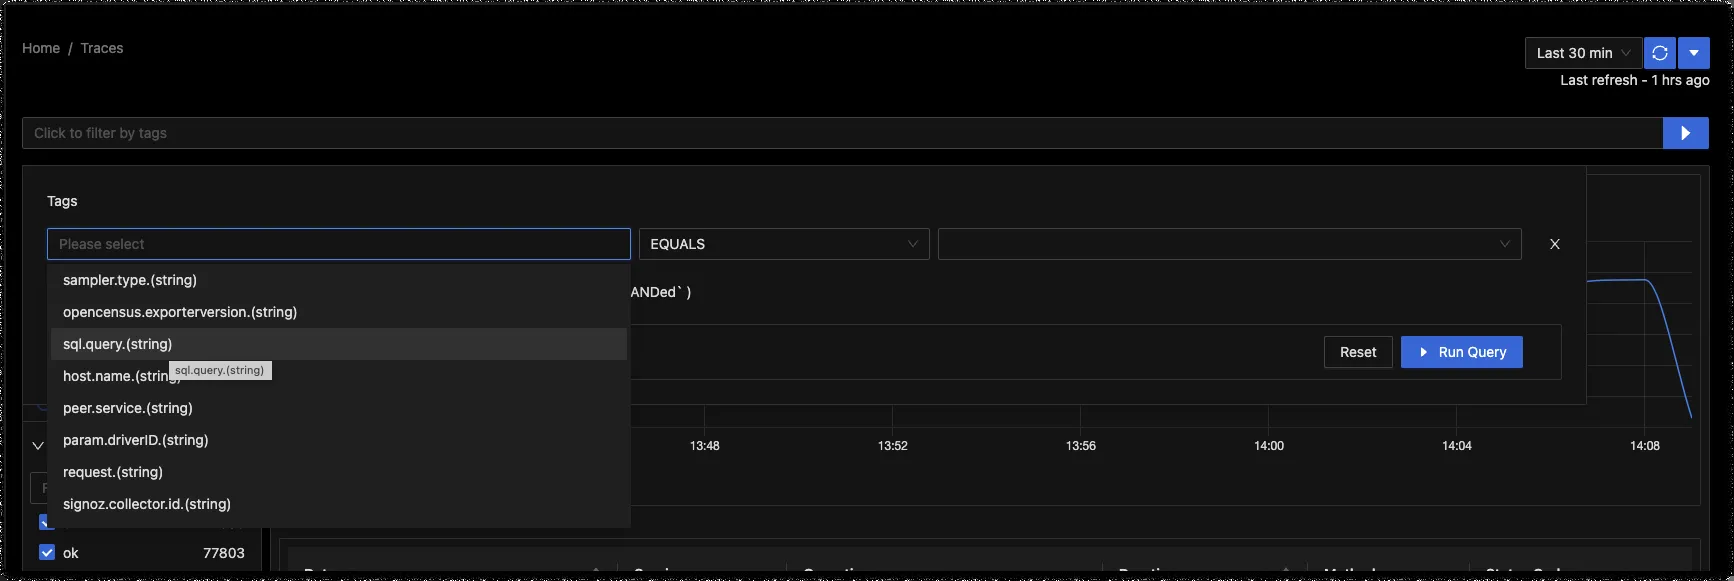 Home / Traces
Last 30 min
Last refresh - 1 hrs ago
Click to filter by tags
Tags
Please select
EQUALS
X
sampler.type.(string)
opencensus.exporterversion.(string)
ANDed` )
sql.query.(string)
Reset
Run Query
sql.query.(string)
host.name.(string)
peer.service.(string)
param.driverID.(string)
13:48
13:52
13:56
14:00
14:04
14:08
request.(string)
signoz.collector.id.(string)
ok
77803